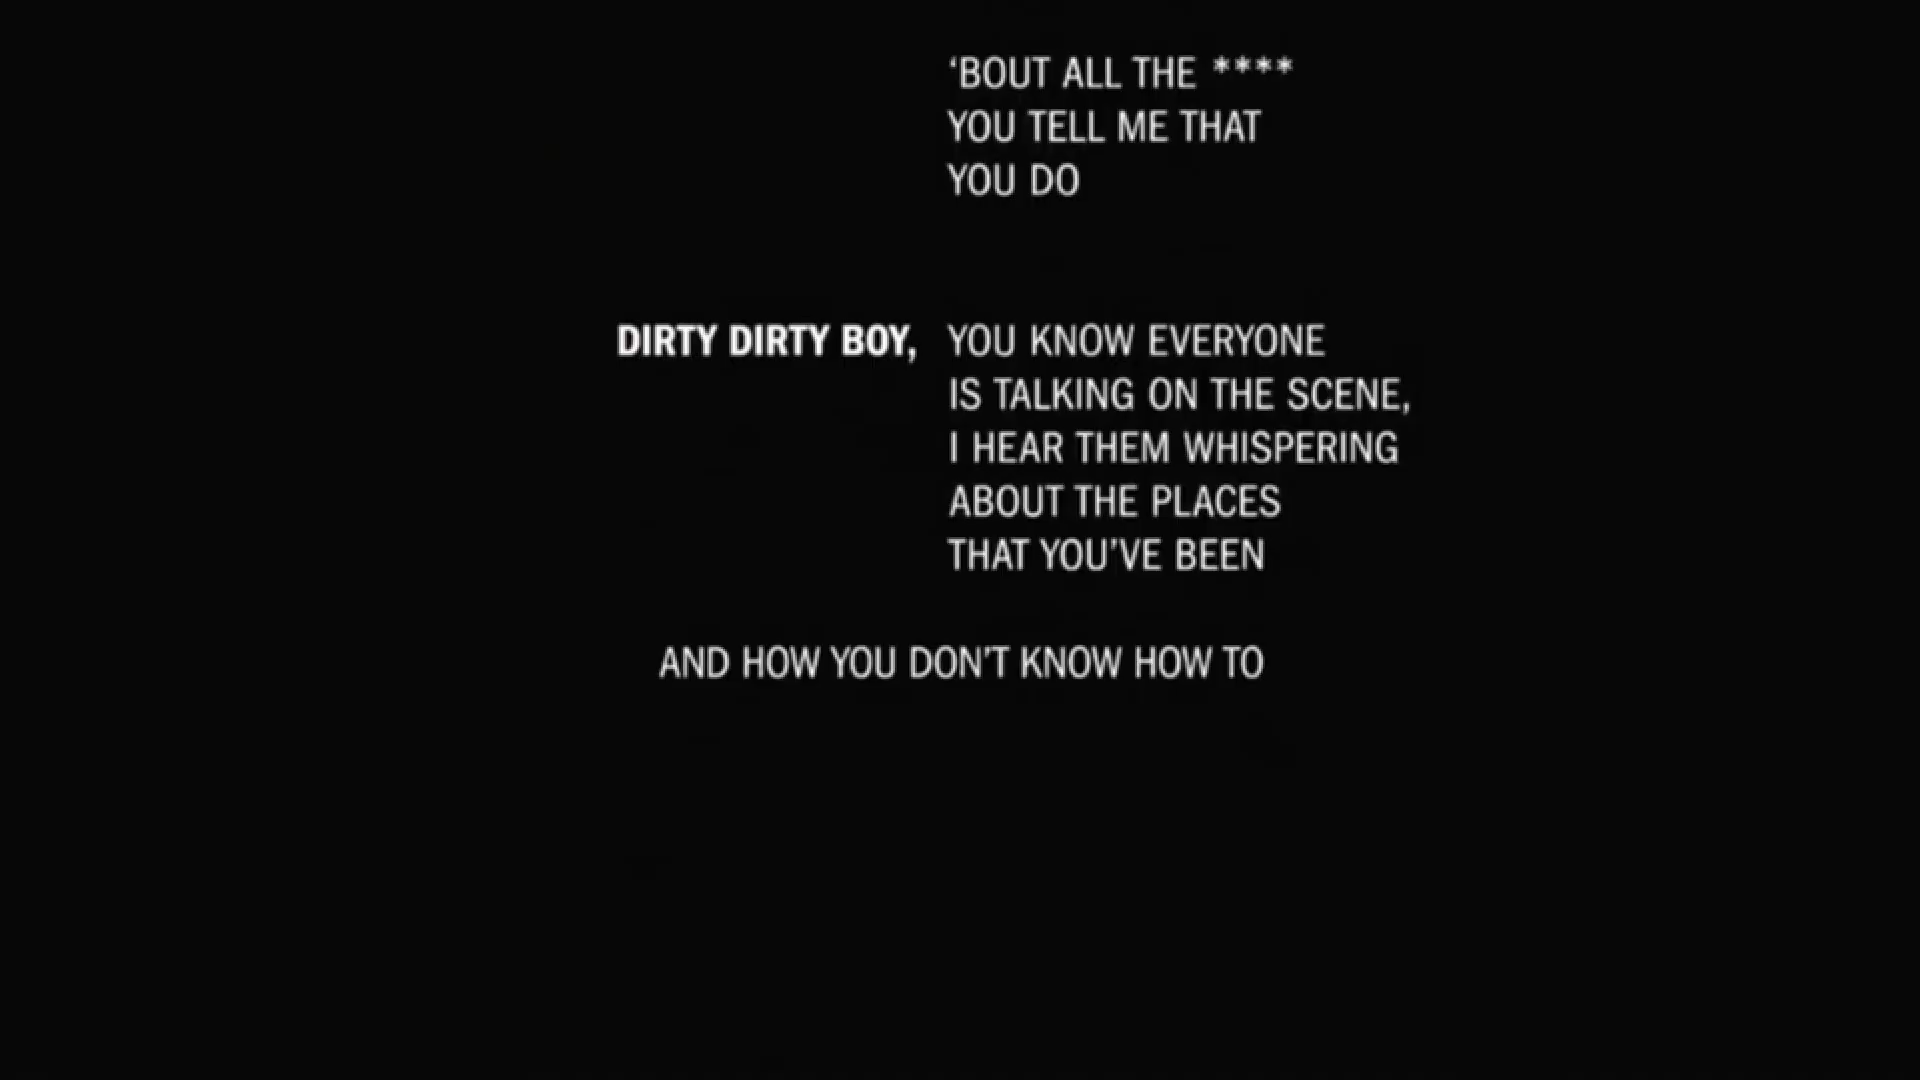 ‘BOUT ALL THE ****
YOU TELL ME THAT
YOU DO
DIRTY DIRTY BOY, YOU KNOW EVERYONE
IS TALKING ON THE SCENE,
I HEAR THEM WHISPERING
ABOUT THE PLACES
THAT YOU’VE BEEN
AND HOW YOU DON’T KNOW HOW TO